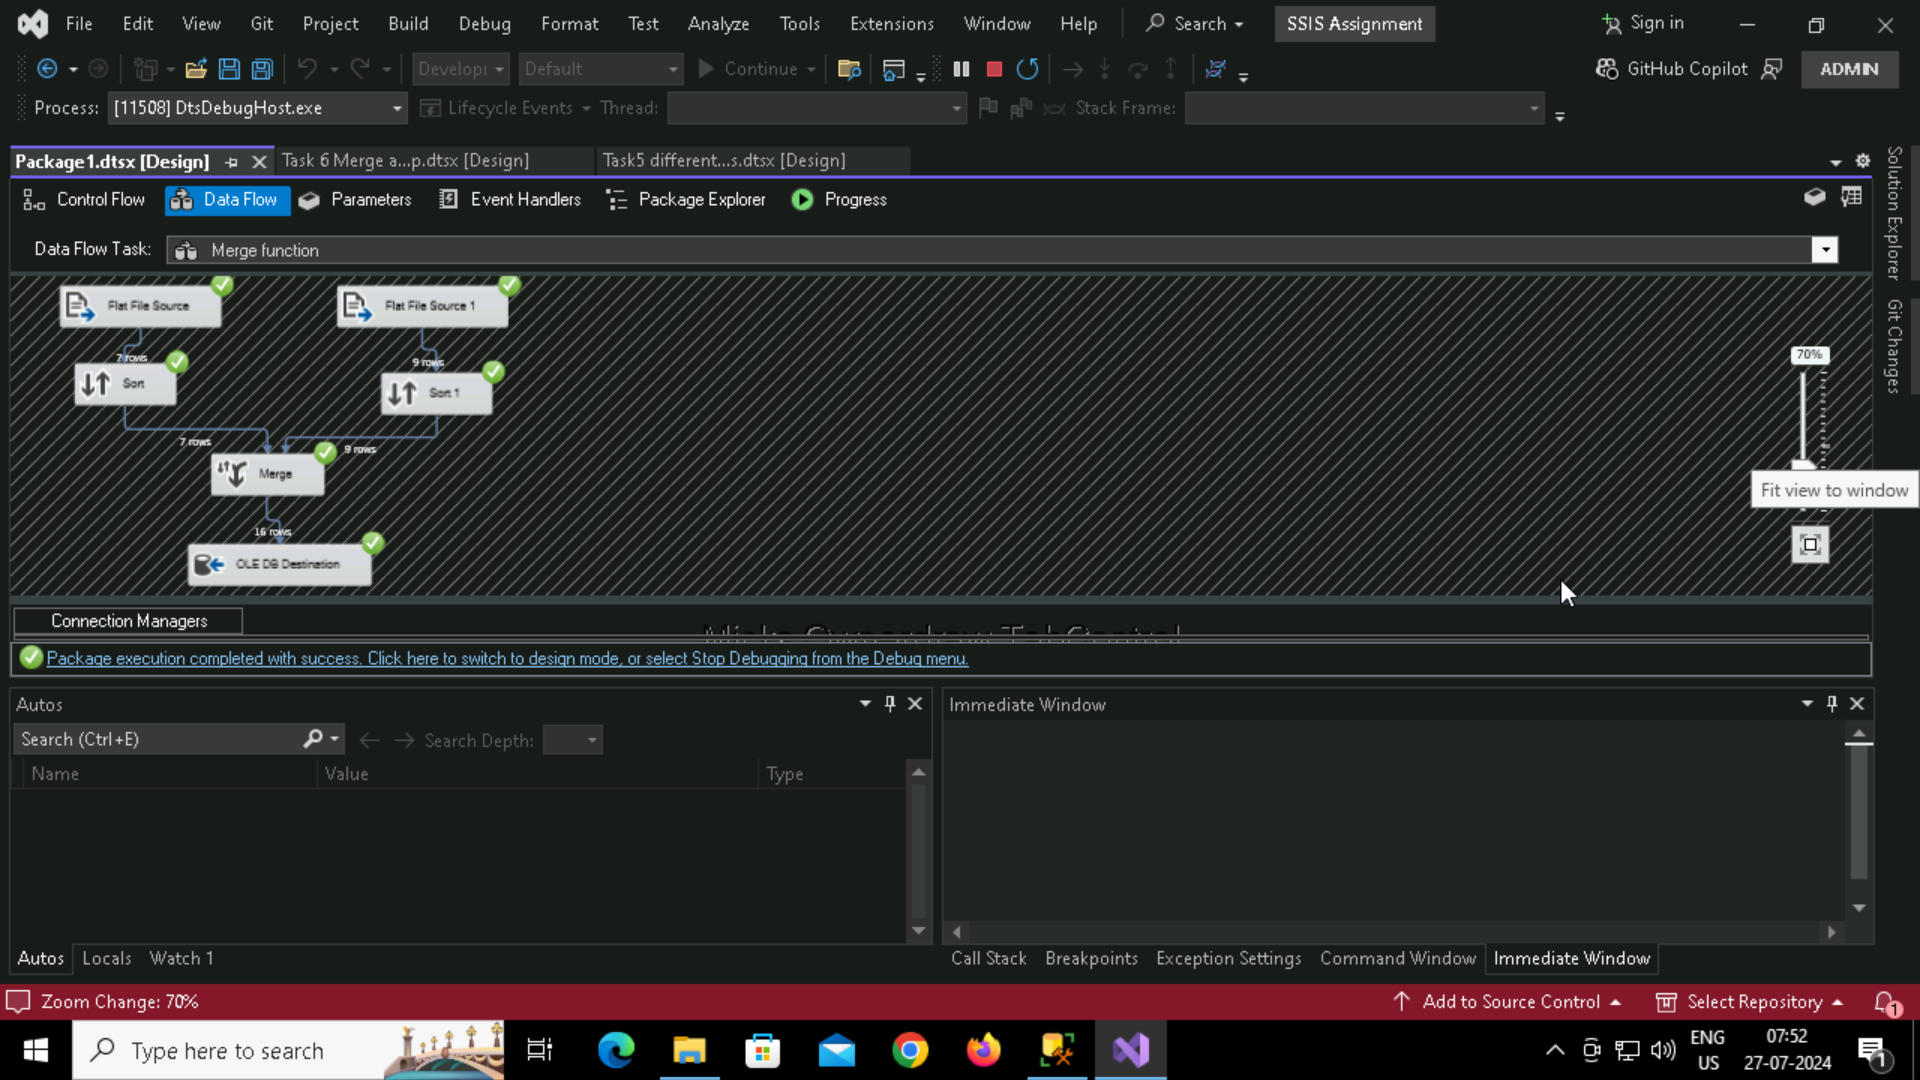 File Edit View Git Project Build Debug Format Test Analyze Tools Extensions Window Help Search SSIS Assignment Sign in
Developi Default Continue GitHub Copilot ADMIN
Process: [11508] DtsDebugHost.exe Lifecycle Events Thread: Stack Frame:
Package1.dtsx [Design] Task 6 Merge a...p.dtsx [Design] Task5 different...s.dtsx [Design]
Control Flow Data Flow Parameters Event Handlers Package Explorer Progress
Data Flow Task: Merge function
Solution Explorer
Git Changes
Flat File Source Flat File Source 1
7 rows 9 rows
Sort Sort 1
7 rows 9 rows
Merge
16 rows
OLE DB Destination
70%
Fit view to window
Connection Managers
Package execution completed with success. Click here to switch to design mode, or select Stop Debugging from the Debug menu.
Autos
Search (Ctrl+E) Search Depth:
Name Value Type
Immediate Window
Autos Locals Watch 1
Call Stack Breakpoints Exception Settings Command Window Immediate Window
Zoom Change: 70% Add to Source Control Select Repository 1
Type here to search
ENG
US
07:52
27-07-2024
1